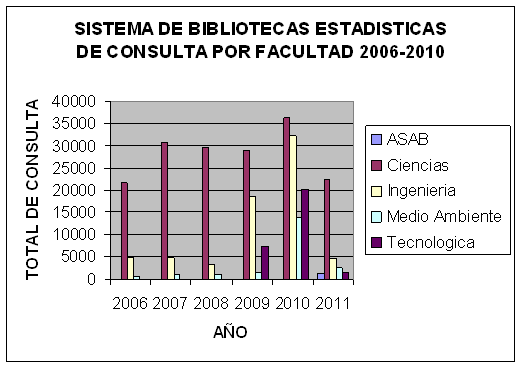 SISTEMA DE BIBLIOTECAS ESTADISTICAS
DE CONSULTA POR FACULTAD 2006-2010
TOTAL DE CONSULTA
40000
35000
30000
25000
20000
15000
10000
5000
0
2006 2007 2008 2009 2010 2011
AÑO
ASAB
Ciencias
Ingenieria
Medio Ambiente
Tecnologica